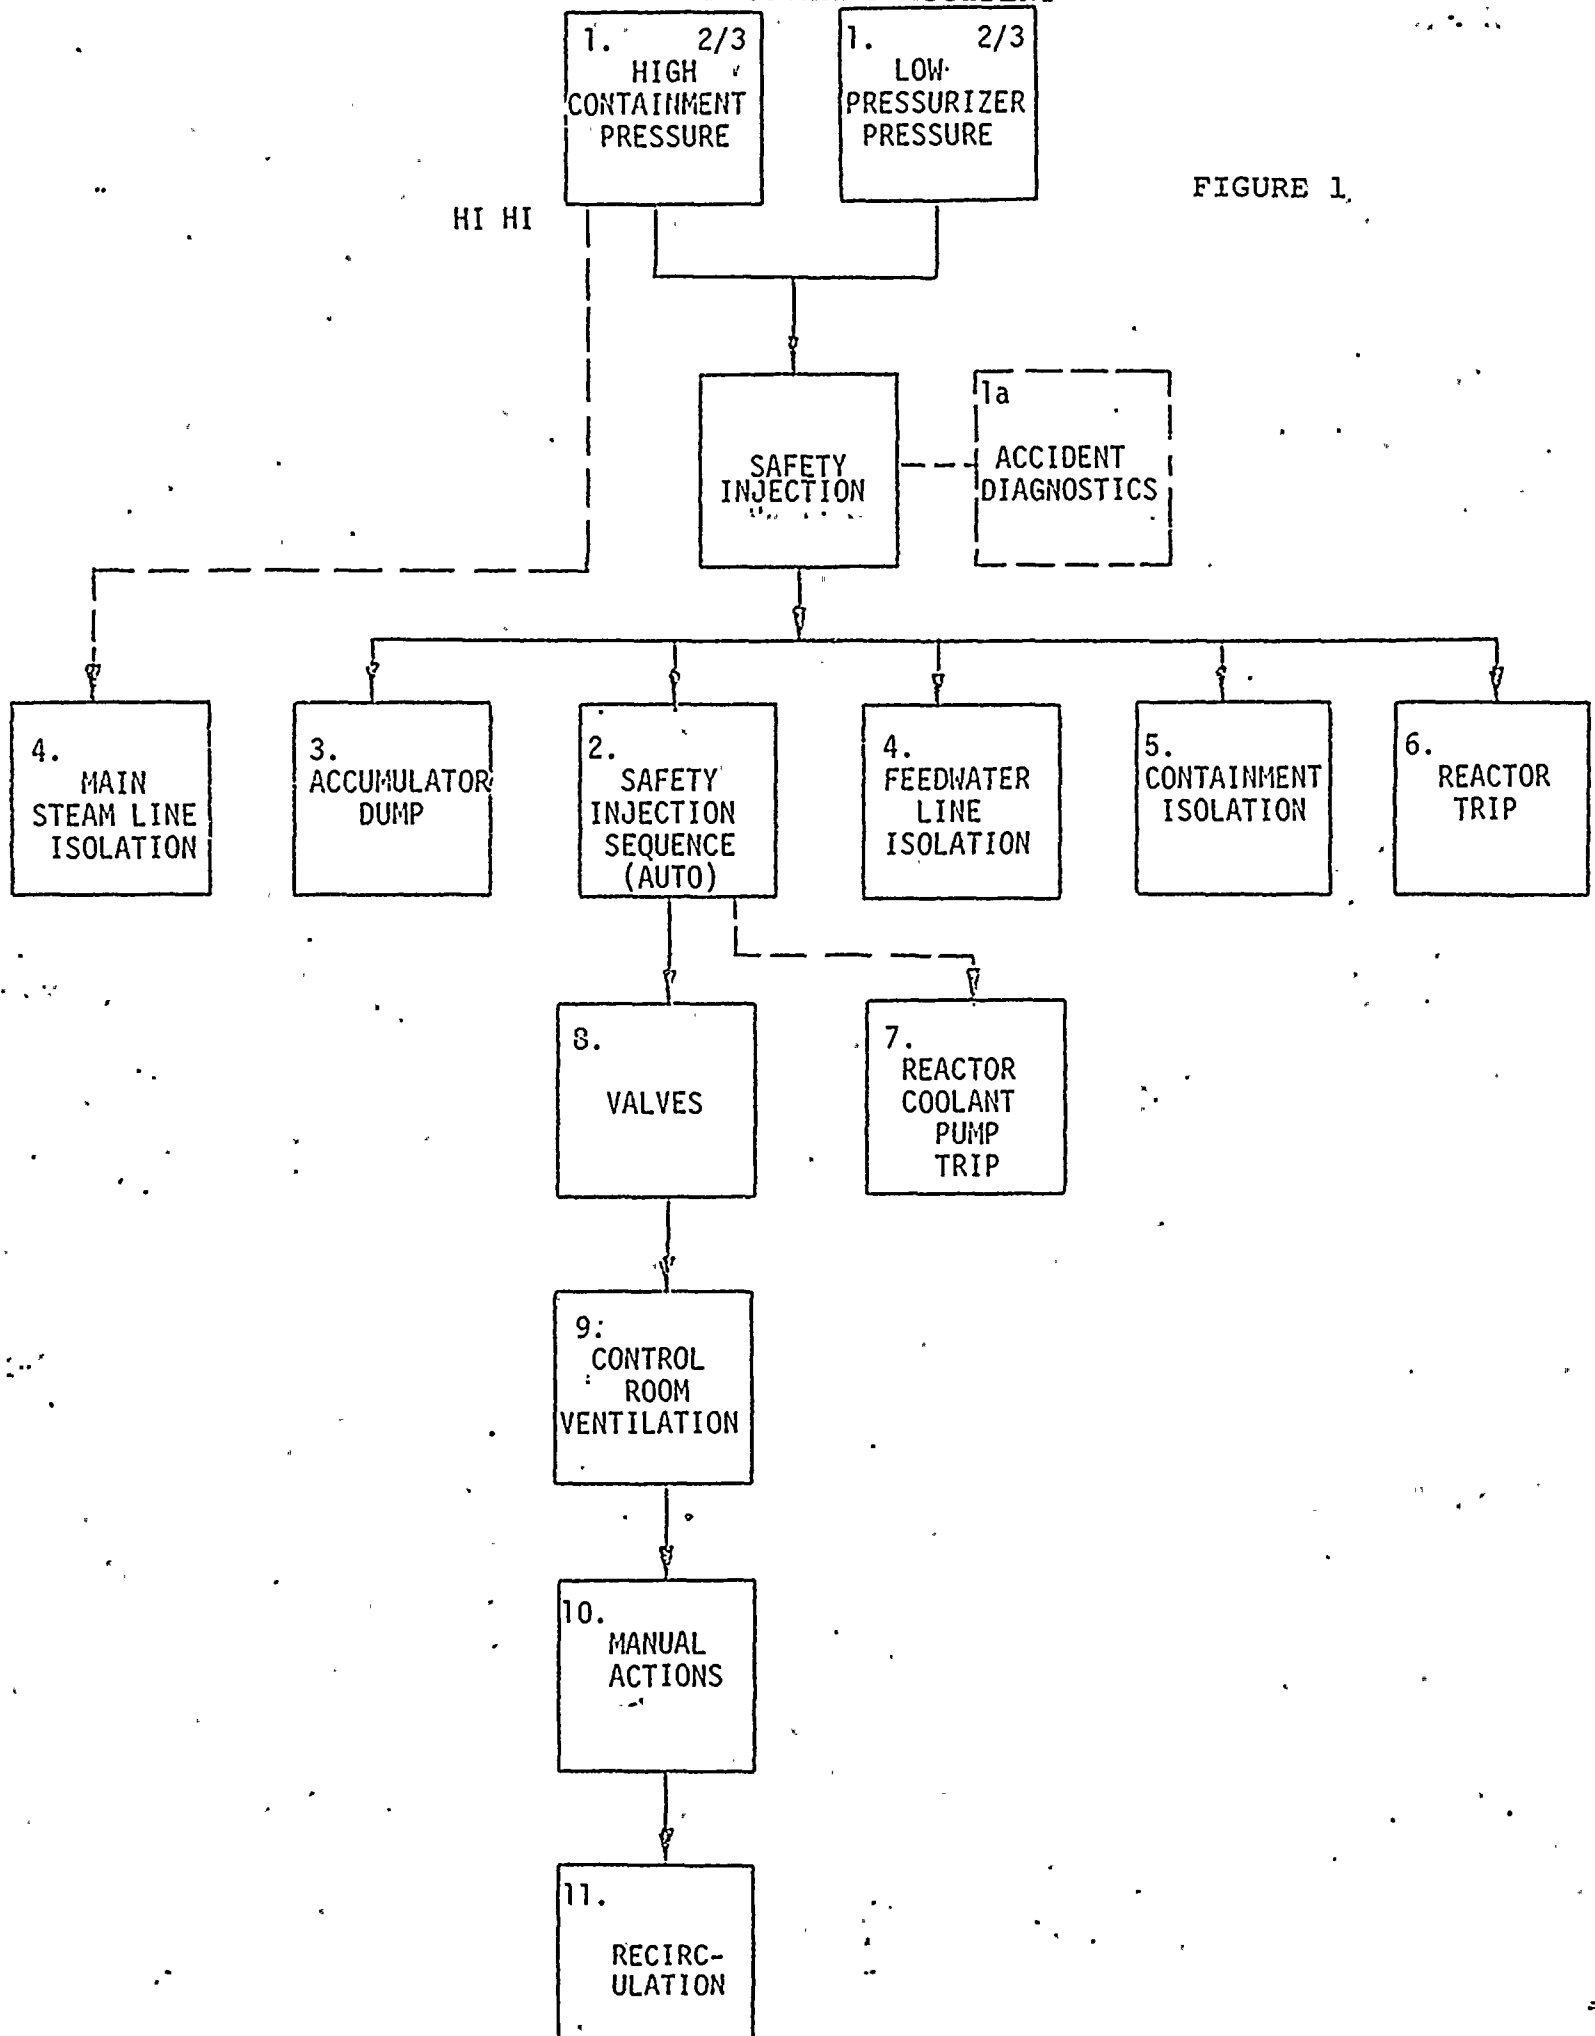 1. 2/3
HIGH
CONTAINMENT
PRESSURE
1. 2/3
LOW
PRESSURIZER
PRESSURE
FIGURE 1
HI HI
SAFETY
INJECTION
1a
ACCIDENT
DIAGNOSTICS
4.
MAIN
STEAM LINE
ISOLATION
3.
ACCUMULATOR
DUMP
2.
SAFETY
INJECTION
SEQUENCE
(AUTO)
4.
FEEDWATER
LINE
ISOLATION
5.
CONTAINMENT
ISOLATION
6.
REACTOR
TRIP
8.
VALVES
7.
REACTOR
COOLANT
PUMP
TRIP
9.
CONTROL
ROOM
VENTILATION
10.
MANUAL
ACTIONS
11.
RECIRC-
ULATION